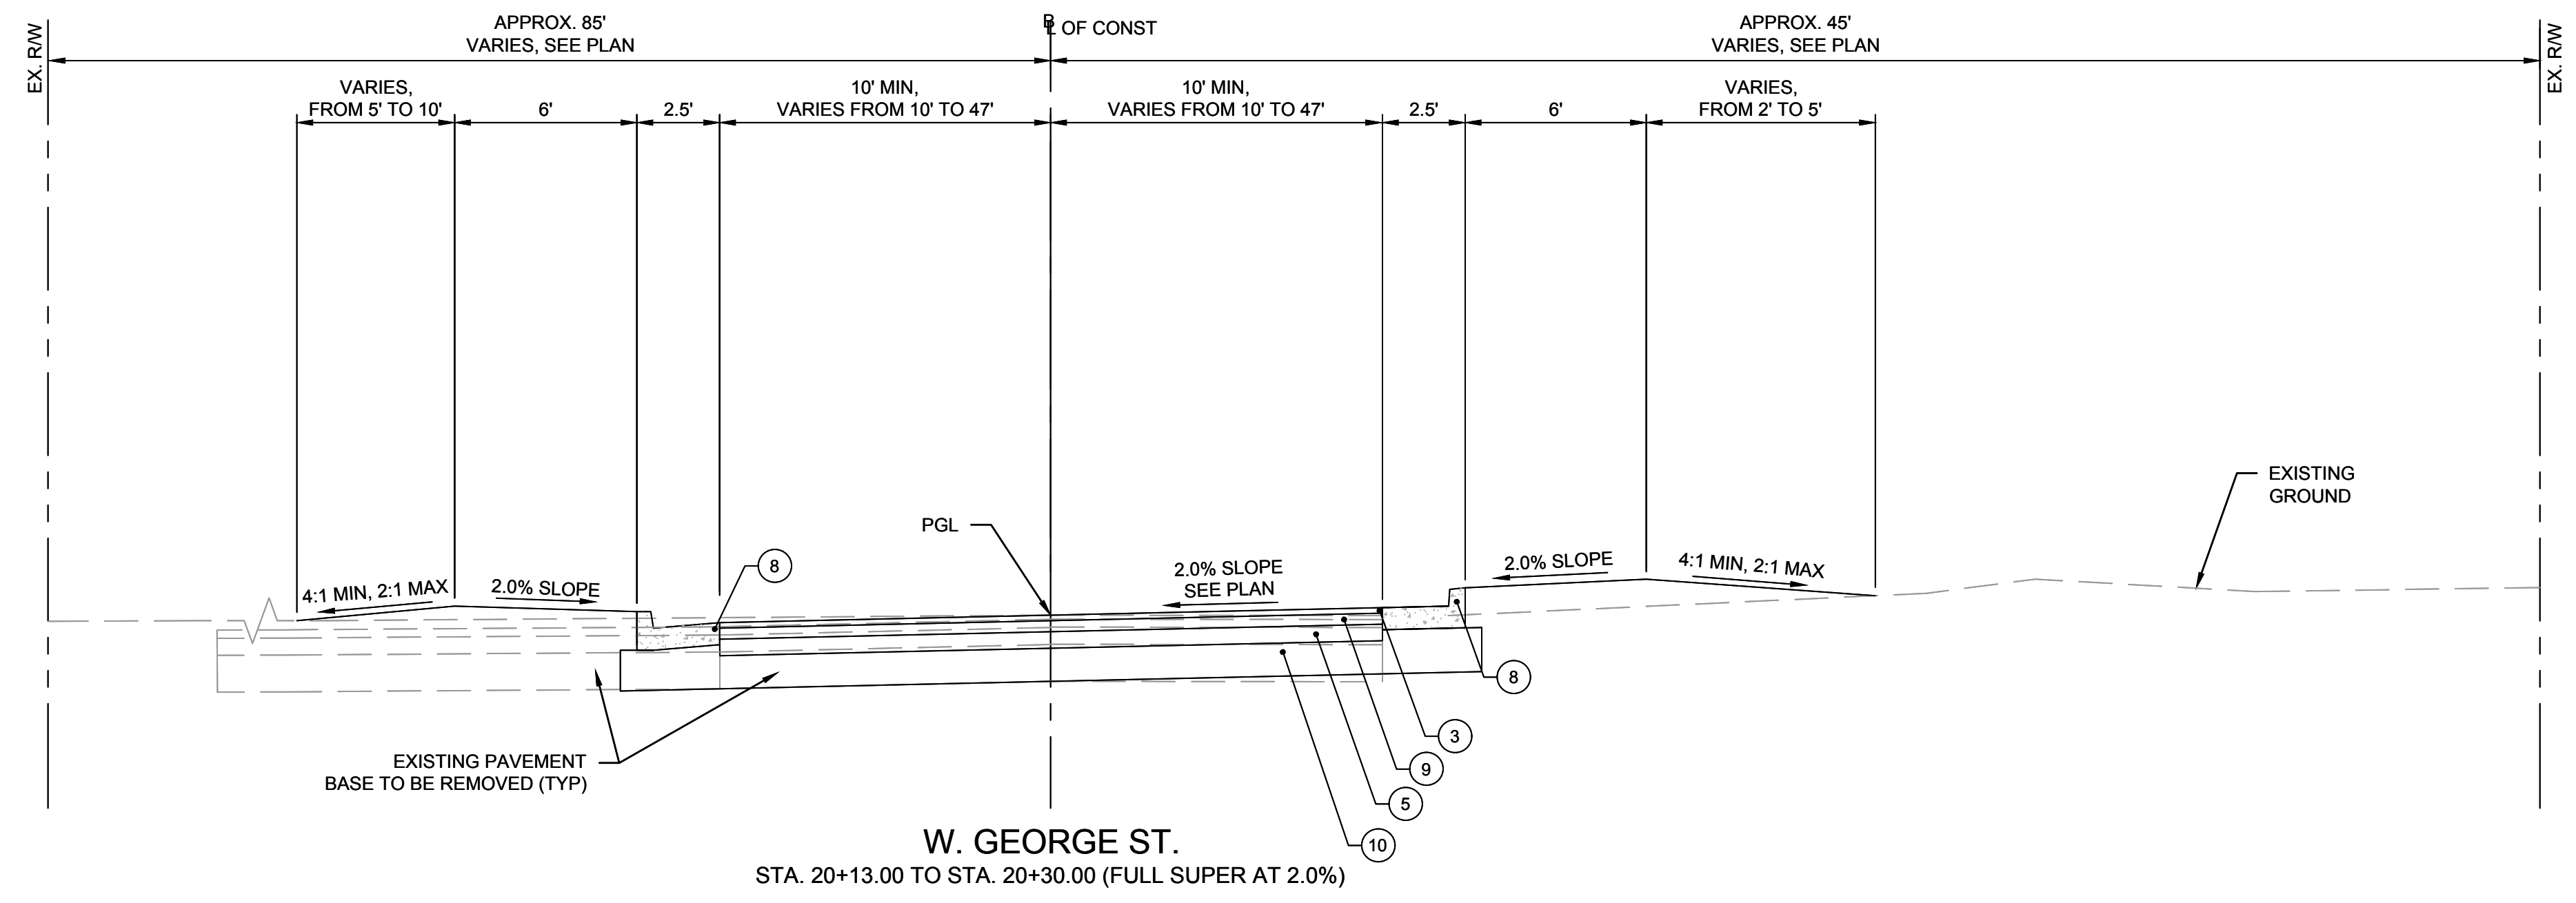 EX. R/W
APPROX. 85'
VARIES, SEE PLAN
BL OF CONST
APPROX. 45'
VARIES, SEE PLAN
EX. R/W
VARIES,
FROM 5' TO 10'
6'
2.5'
10' MIN,
VARIES FROM 10' TO 47'
10' MIN,
VARIES FROM 10' TO 47'
2.5'
6'
VARIES,
FROM 2' TO 5'
EXISTING
GROUND
PGL
4:1 MIN, 2:1 MAX
2.0% SLOPE
8
2.0% SLOPE
SEE PLAN
2.0% SLOPE
4:1 MIN, 2:1 MAX
8
3
9
5
10
EXISTING PAVEMENT
BASE TO BE REMOVED (TYP)
W. GEORGE ST.
STA. 20+13.00 TO STA. 20+30.00 (FULL SUPER AT 2.0%)